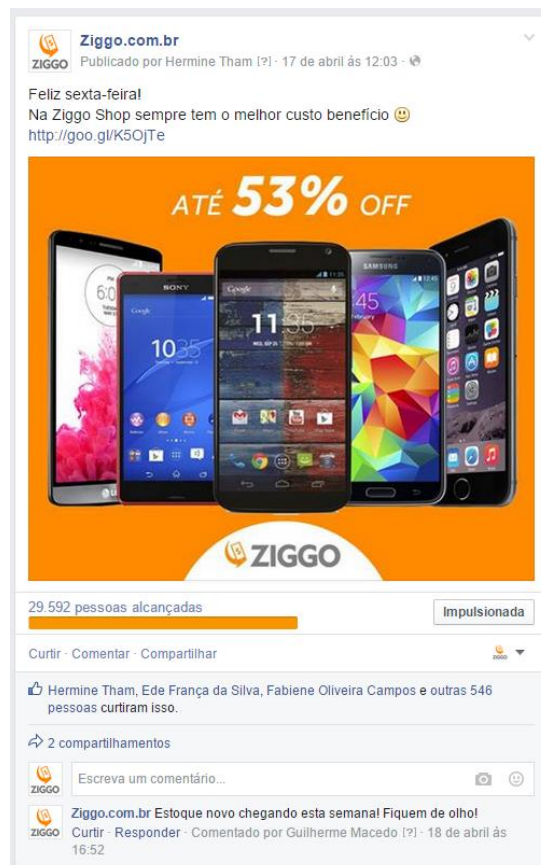 Ziggo.com.br
Publicado por Hermine Tham [?] · 17 de abril às 12:03 ·
ZIGGO
Feliz sexta-feira!
Na Ziggo Shop sempre tem o melhor custo benefício
http://goo.gl/K5OjTe
ATÉ 53% OFF
SONY
Google
10
Google
11:35
SAMSUNG
:45
ZIGGO
29.592 pessoas alcançadas
Impulsionada
Curtir · Comentar · Compartilhar
Hermine Tham, Ede França da Silva, Fabiene Oliveira Campos e outras 546
pessoas curtiram isso.
2 compartilhamentos
ZIGGO
Escreva um comentário...
ZIGGO
Ziggo.com.br Estoque novo chegando esta semana! Fiquem de olho!
Curtir · Responder · Comentado por Guilherme Macedo [?] · 18 de abril às
16:52